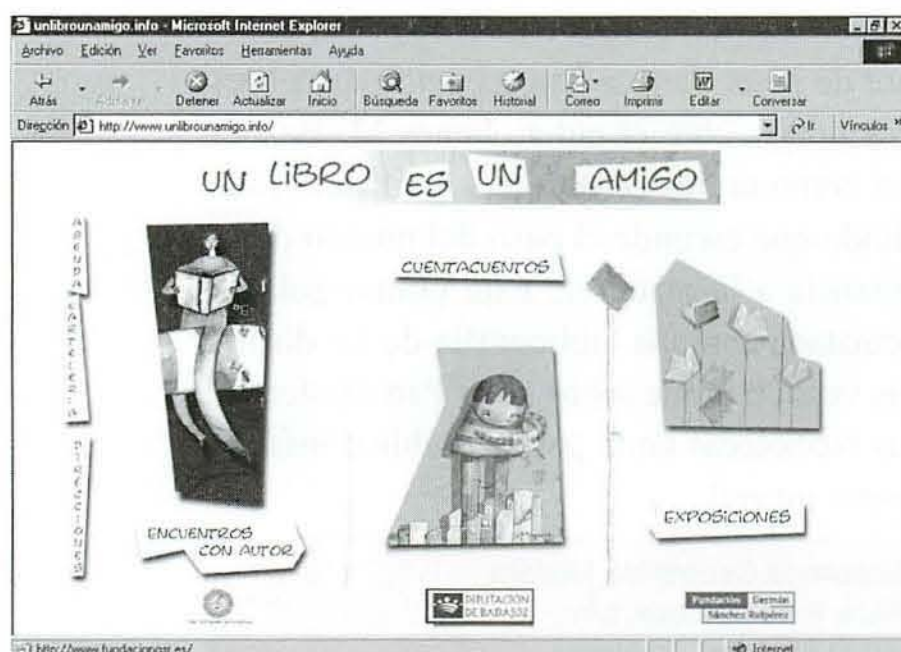 unlibrounamigo.info - Microsoft Internet Explorer
Archivo Edición Ver Favoritos Herramientas Ayuda
Atrás Detener Actualizar Inicio Búsqueda Favoritos Historial Correo Imprimir Editar Conversar
Dirección http://www.unlibrounamigo.info/ Ir Vínculos »
UN LIBRO ES UN AMIGO
AGENDA
CARTELERÍA
DIRECCIONES
CUENTACUENTOS
ENCUENTROS
CON AUTOR
EXPOSICIONES
DIPUTACIÓN
DE BADAJOZ
Fundación Germán
Sánchez Ruipérez
http://www.fundaciongsr.es/ Internet